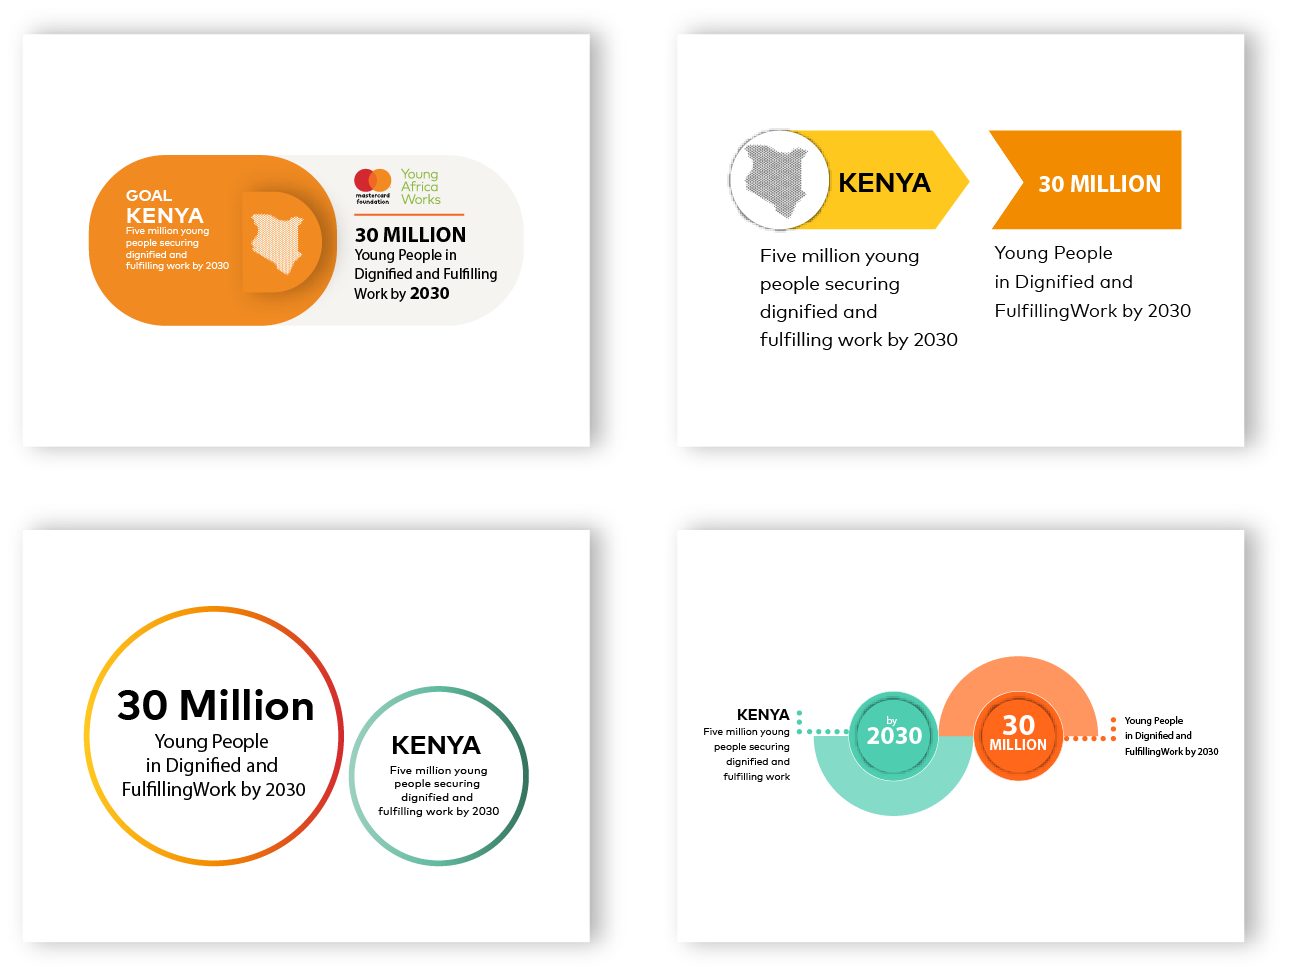 GOAL
KENYA
Five million young
people securing
dignified and
fulfilling work by 2030
mastercard
foundation
Young
Africa
Works
30 MILLION
Young People in
Dignified and Fulfilling
Work by 2030
KENYA
Five million young
people securing
dignified and
fulfilling work by 2030
30 MILLION
Young People
in Dignified and
FulfillingWork by 2030
30 Million
Young People
in Dignified and
FulfillingWork by 2030
KENYA
Five million young
people securing
dignified and
fulfilling work by 2030
KENYA
Five million young
people securing
dignified and
fulfilling work
by
2030
30
MILLION
Young People
in Dignified and
FulfillingWork by 2030